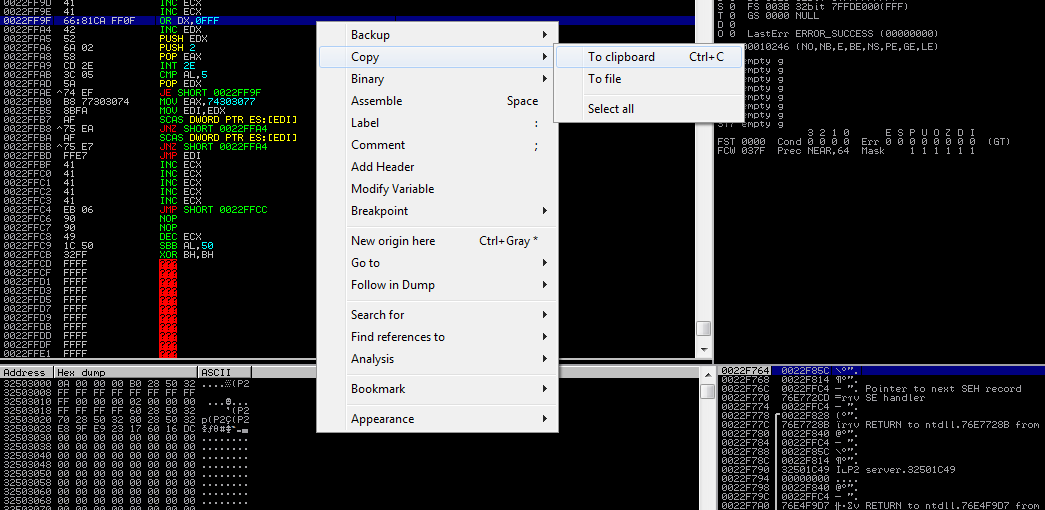 0022FF9D 41 INC ECX
0022FF9E 41 INC ECX
0022FF9F 66:81CA FF0F OR DX,0FFF
0022FFA4 42 INC EDX
0022FFA5 52 PUSH EDX
0022FFA6 6A 02 PUSH 2
0022FFA8 58 POP EAX
0022FFA9 CD 2E INT 2E
0022FFAB 3C 05 CMP AL,5
0022FFAD 5A POP EDX
0022FFAE ^74 EF JE SHORT 0022FF9F
0022FFB0 B8 77303074 MOV EAX,74303077
0022FFB5 8BFA MOV EDI,EDX
0022FFB7 AF SCAS DWORD PTR ES:[EDI]
0022FFB8 ^75 EA JNZ SHORT 0022FFA4
0022FFBA AF SCAS DWORD PTR ES:[EDI]
0022FFBB ^75 E7 JNZ SHORT 0022FFA4
0022FFBD FFE7 JMP EDI
0022FFBF 41 INC ECX
0022FFC0 41 INC ECX
0022FFC1 41 INC ECX
0022FFC2 41 INC ECX
0022FFC3 41 INC ECX
0022FFC4 EB 06 JMP SHORT 0022FFCC
0022FFC6 90 NOP
0022FFC7 90 NOP
0022FFC8 49 DEC ECX
0022FFC9 1C 50 SBB AL,50
0022FFCB 32FF XOR BH,BH
0022FFCD FFFF ???
0022FFCF FFFF ???
0022FFD1 FFFF ???
0022FFD3 FFFF ???
0022FFD5 FFFF ???
0022FFD7 FFFF ???
0022FFD9 FFFF ???
0022FFDB FFFF ???
0022FFDD FFFF ???
0022FFDF FFFF ???
0022FFE1 FFFF ???
Backup
Copy
Binary
Assemble Space
Label :
Comment ;
Add Header
Modify Variable
Breakpoint
New origin here Ctrl+Gray *
Go to
Follow in Dump
Search for
Find references to
Analysis
Bookmark
Appearance
To clipboard Ctrl+C
To file
Select all
S 0 FS 003B 32bit 7FFDE000(FFF)
T 0 GS 0000 NULL
D 0
O 0 LastErr ERROR_SUCCESS (00000000)
00010246 (NO,NB,E,BE,NS,PE,GE,LE)
empty g
empty g
empty g
empty g
empty g
empty g
empty g
ST7 empty g
3 2 1 0 E S P U O Z D I
FST 0000 Cond 0 0 0 0 Err 0 0 0 0 0 0 0 0 (GT)
FCW 037F Prec NEAR,64 Mask 1 1 1 1 1 1
Address Hex dump ASCII
32503000 0A 00 00 00 B0 28 50 32 ....░(P2
32503008 FF FF FF FF FF FF FF FF
32503010 FF 00 00 00 02 00 00 00
32503018 FF FF FF FF 60 28 50 32 `(P2
32503020 70 28 50 32 80 28 50 32 p(P2Ç(P2
32503028 E8 9F E9 23 17 60 16 DC
32503030 00 00 00 00 00 00 00 00 ........
32503038 00 00 00 00 00 00 00 00 ........
32503040 00 00 00 00 00 00 00 00 ........
32503048 00 00 00 00 00 00 00 00 ........
32503050 00 00 00 00 00 00 00 00 ........
32503058 00 00 00 00 00 00 00 00 ........
32503060 00 00 00 00 00 00 00 00 ........
32503068 00 00 00 00 00 00 00 00 ........
0022F764 0022F85C
0022F768 0022F814
0022F76C 0022FFC4 Pointer to next SEH record
0022F770 76E772CD SE handler
0022F774 0022FFC4
0022F778 0022F828
0022F77C 76E7728B RETURN to ntdll.76E7728B from
0022F780 0022F840
0022F784 0022FFC4
0022F788 0022F85C
0022F78C 0022F814
0022F790 32501C49 server.32501C49
0022F794 00000000 ....
0022F798 0022F840
0022F79C 0022FFC4
0022F7A0 76E4F9D7 RETURN to ntdll.76E4F9D7 from